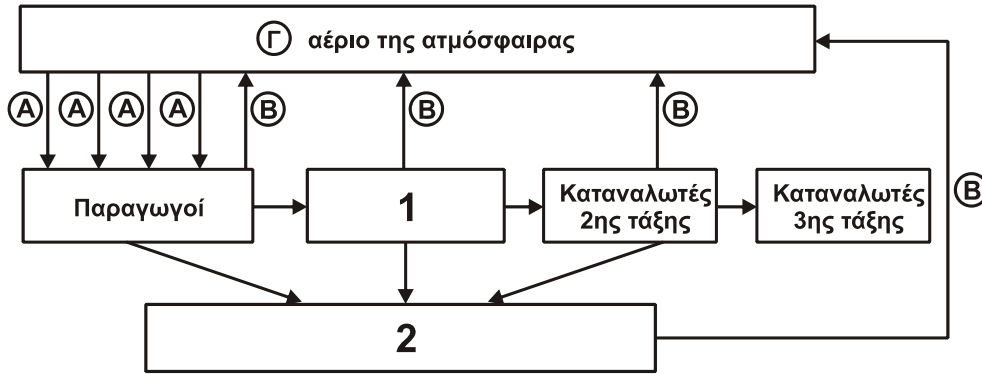 Γ αέριο της ατμόσφαιρας
Α Α Α Α Β Β Β
Παραγωγοί
1
Καταναλωτές
2ης τάξης
Καταναλωτές
3ης τάξης
Β
2